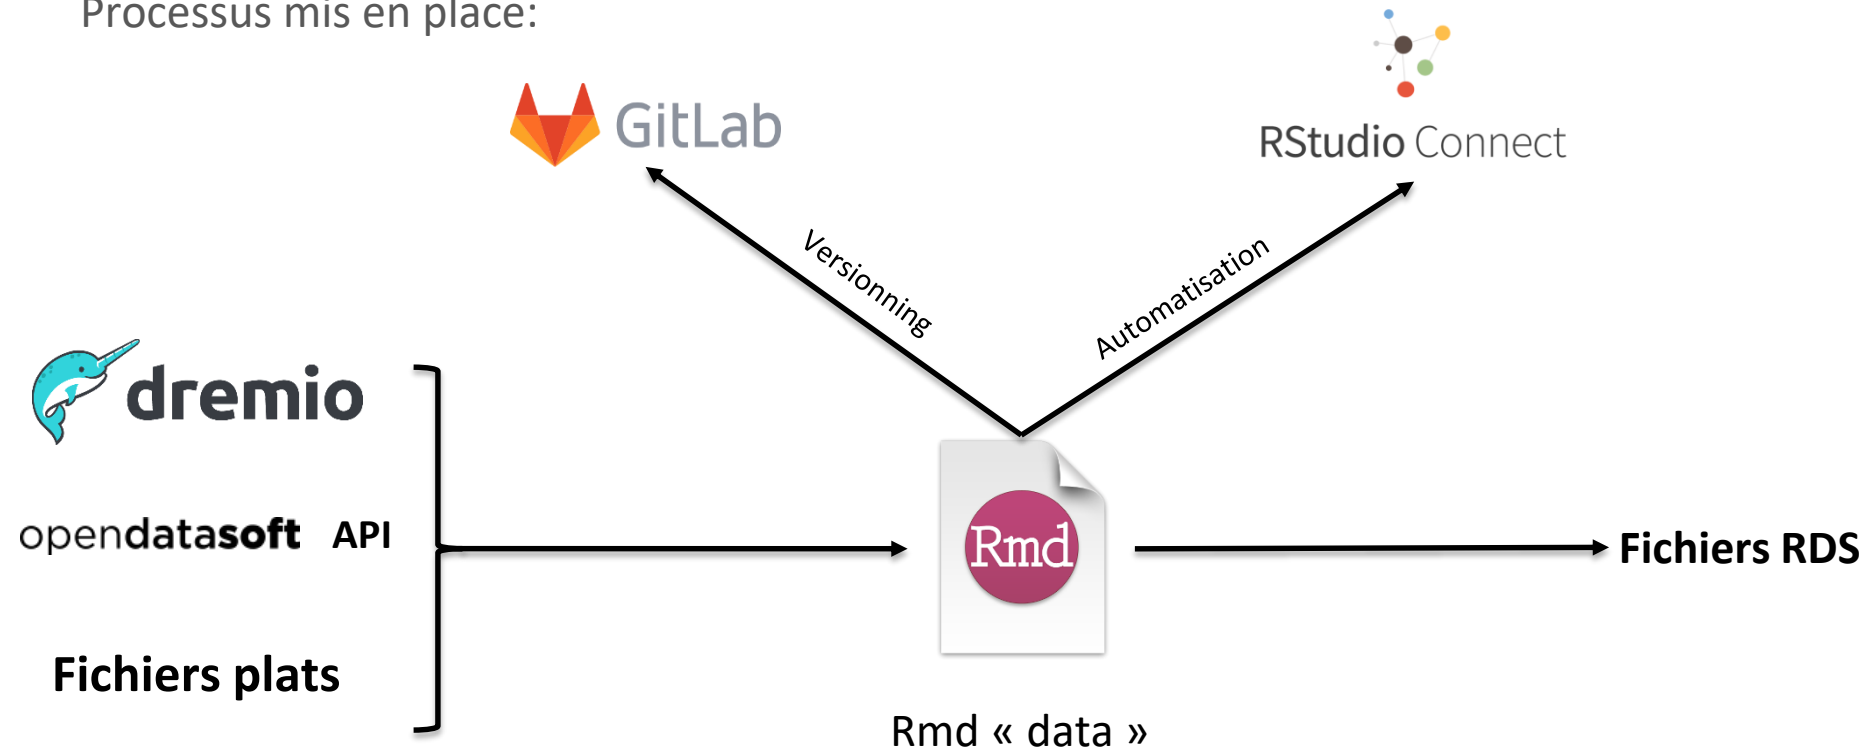 Processus mis en place:
GitLab
RStudio Connect
Versionning
Automatisation
dremio
opendatasoft API
Rmd
Fichiers RDS
Fichiers plats
Rmd « data »